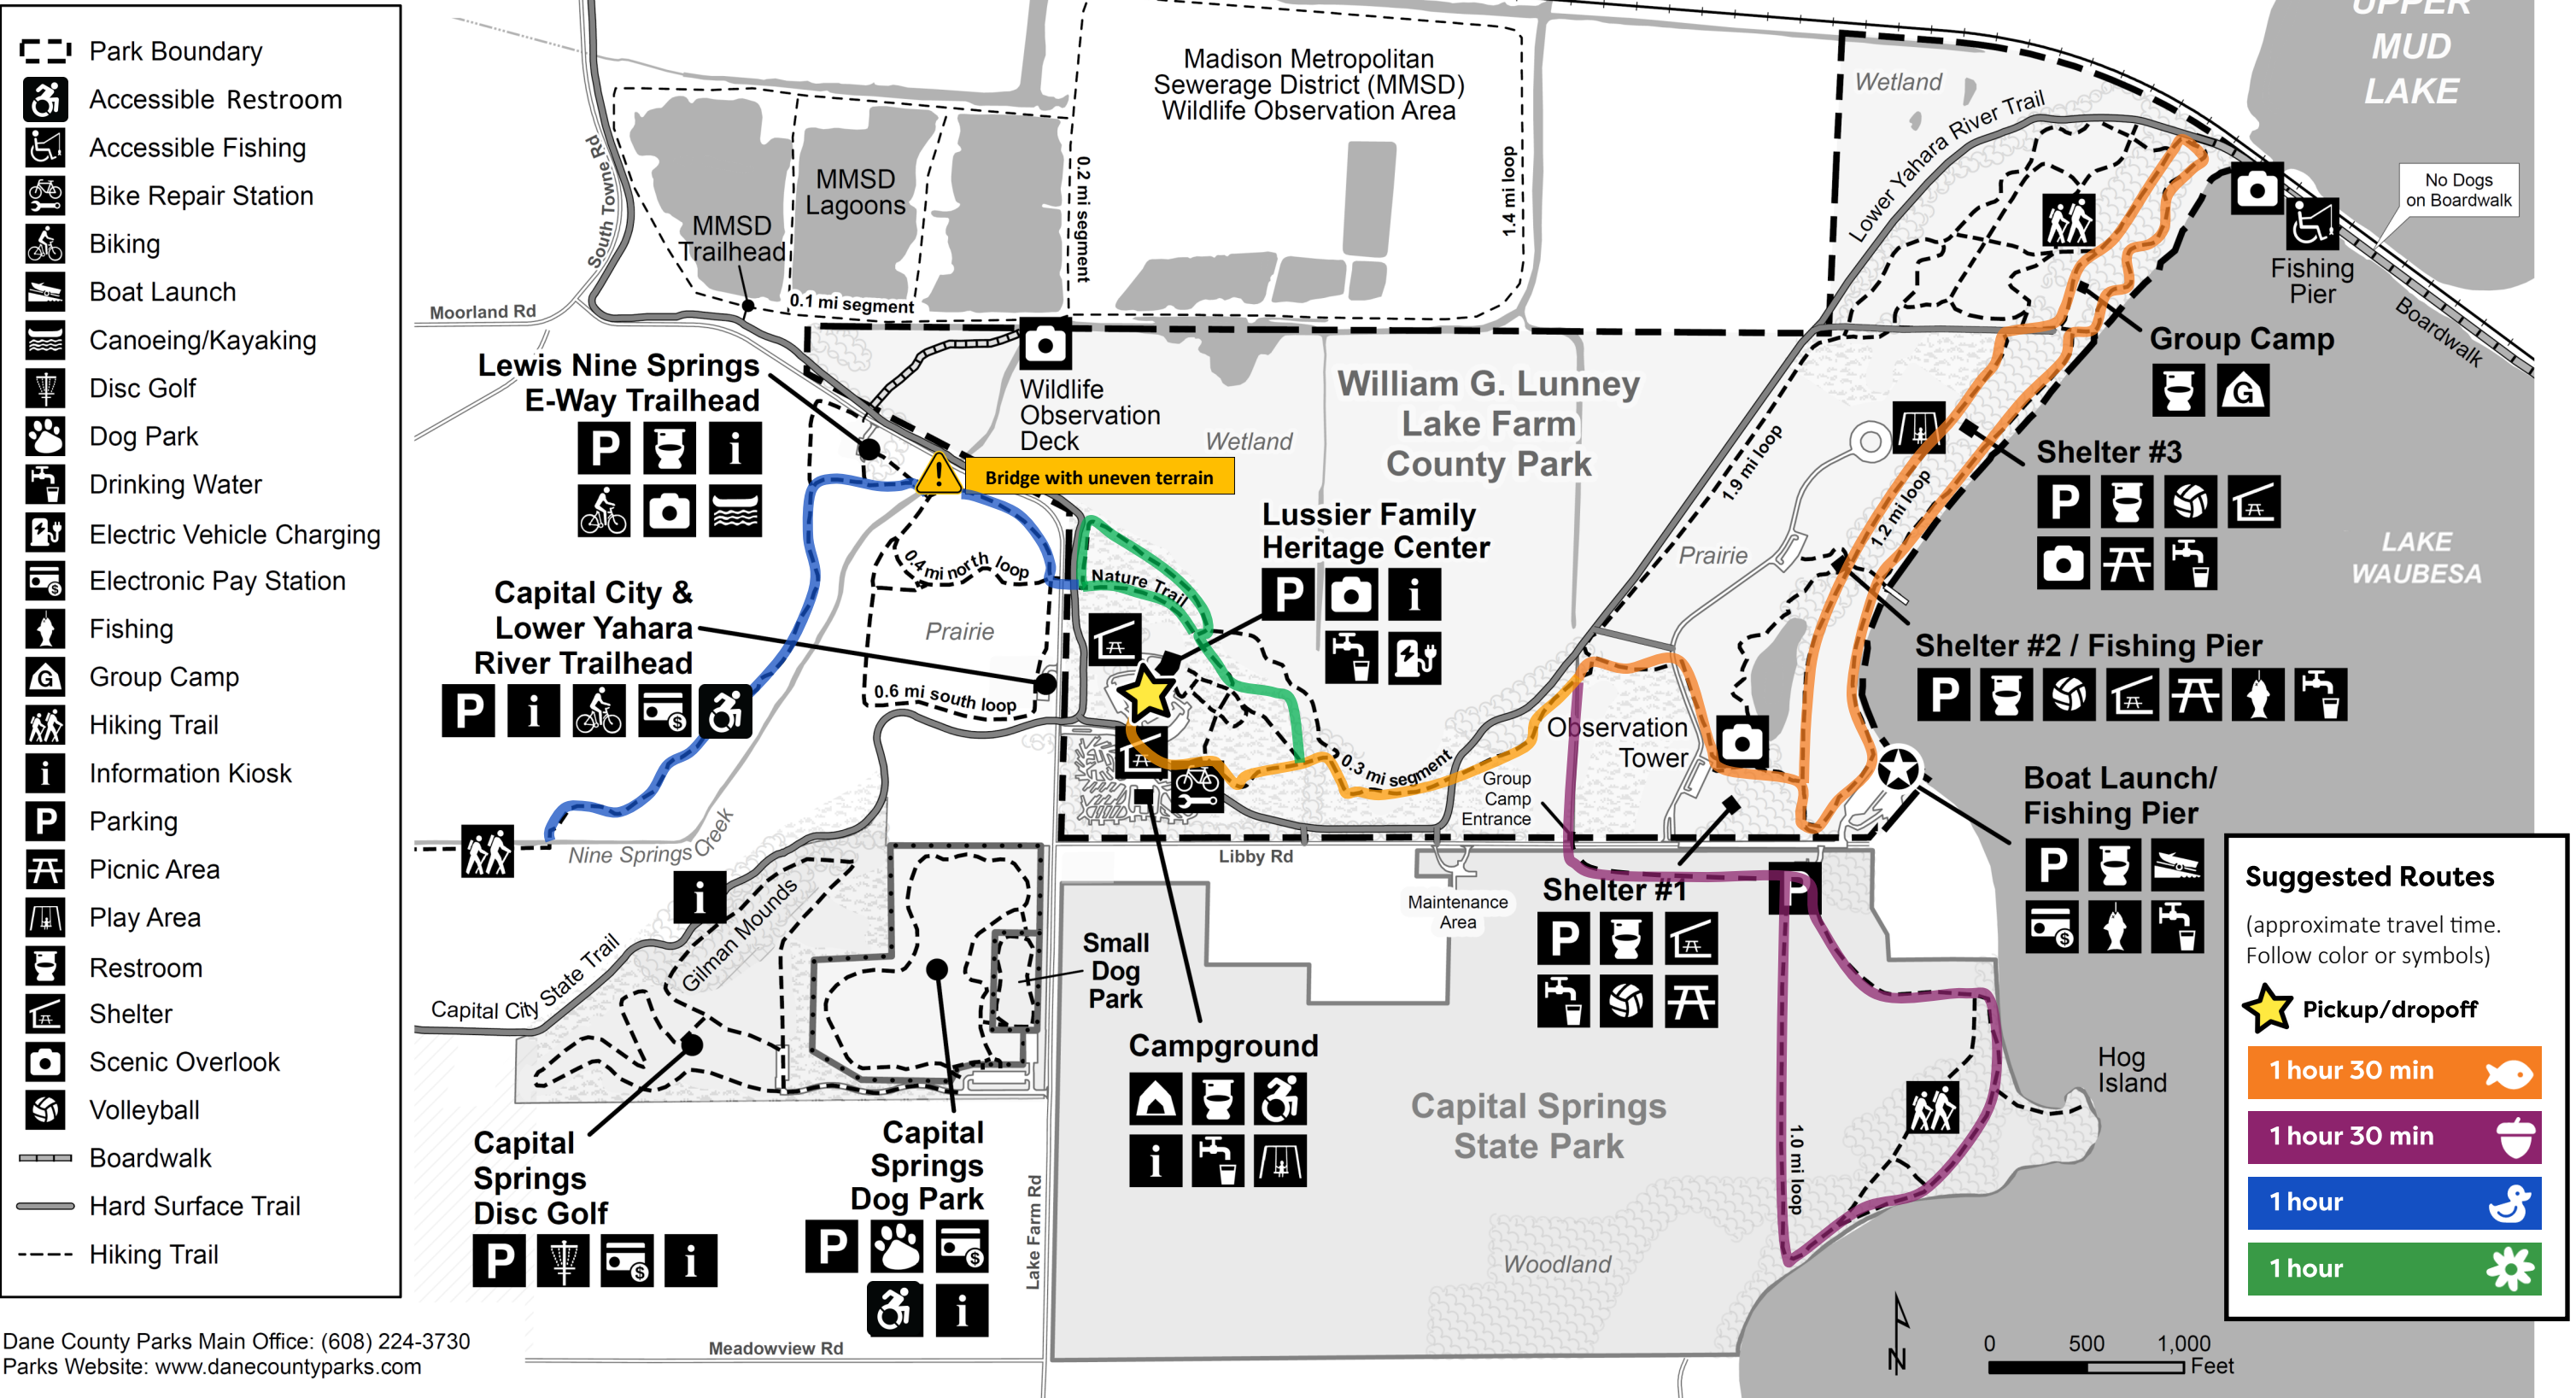 Park Boundary
Accessible Restroom
Accessible Fishing
Bike Repair Station
Biking
Boat Launch
Canoeing/Kayaking
Disc Golf
Dog Park
Drinking Water
Electric Vehicle Charging
Electronic Pay Station
Fishing
Group Camp
Hiking Trail
Information Kiosk
Parking
Picnic Area
Play Area
Restroom
Shelter
Scenic Overlook
Volleyball
Boardwalk
Hard Surface Trail
Hiking Trail
Dane County Parks Main Office: (608) 224-3730
Parks Website: www.danecountyparks.com
UPPER
MUD
LAKE
Madison Metropolitan
Sewerage District (MMSD)
Wildlife Observation Area
Wetland
Lower Yahara River Trail
South Towne Rd
MMSD
Lagoons
MMSD
Trailhead
0.2 mi segment
1.4 mi loop
0.1 mi segment
Moorland Rd
No Dogs
on Boardwalk
Fishing
Pier
Boardwalk
Group Camp
G
Lewis Nine Springs
E-Way Trailhead
P
i
Wildlife
Observation
Deck
Wetland
William G. Lunney
Lake Farm
County Park
Bridge with uneven terrain
1.9 mi loop
1.2 mi loop
Shelter #3
P
LAKE
WAUBESA
Lussier Family
Heritage Center
P
i
Prairie
0.4 mi north loop
Nature Trail
Capital City &
Lower Yahara
River Trailhead
P
i
Prairie
0.6 mi south loop
Shelter #2 / Fishing Pier
P
Observation
Tower
0.3 mi segment
Group
Camp
Entrance
Boat Launch/
Fishing Pier
P
Nine Springs Creek
Libby Rd
i
Gilman Mounds
Capital City State Trail
Small
Dog
Park
Maintenance
Area
Shelter #1
P
P
Campground
i
Capital Springs
State Park
1.0 mi loop
Hog
Island
Capital
Springs
Disc Golf
P
i
Capital
Springs
Dog Park
P
i
Lake Farm Rd
Woodland
Meadowview Rd
N
0
500
1,000
Feet
Suggested Routes
(approximate travel time.
Follow color or symbols)
Pickup/dropoff
1 hour 30 min
1 hour 30 min
1 hour
1 hour